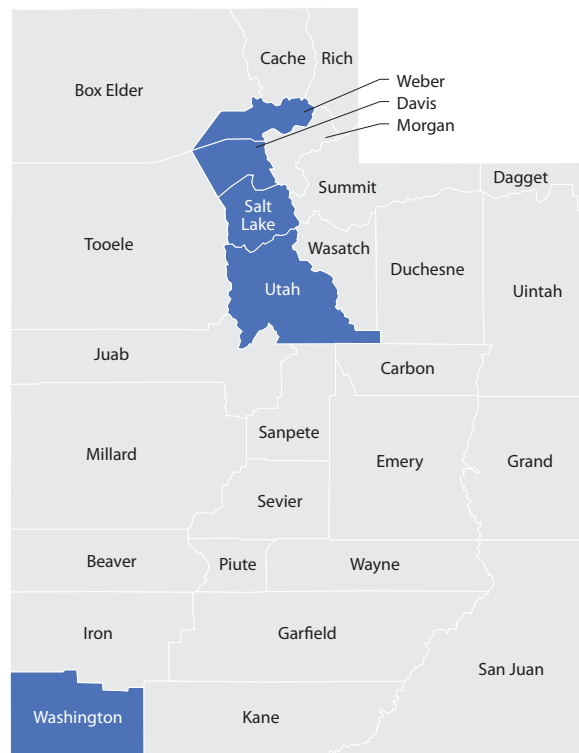 Cache
Rich
Box Elder
Weber
Davis
Morgan
Dagget
Summit
Salt
Lake
Tooele
Wasatch
Duchesne
Uintah
Utah
Juab
Carbon
Sanpete
Millard
Emery
Grand
Sevier
Beaver
Piute
Wayne
Iron
Garfield
San Juan
Washington
Kane